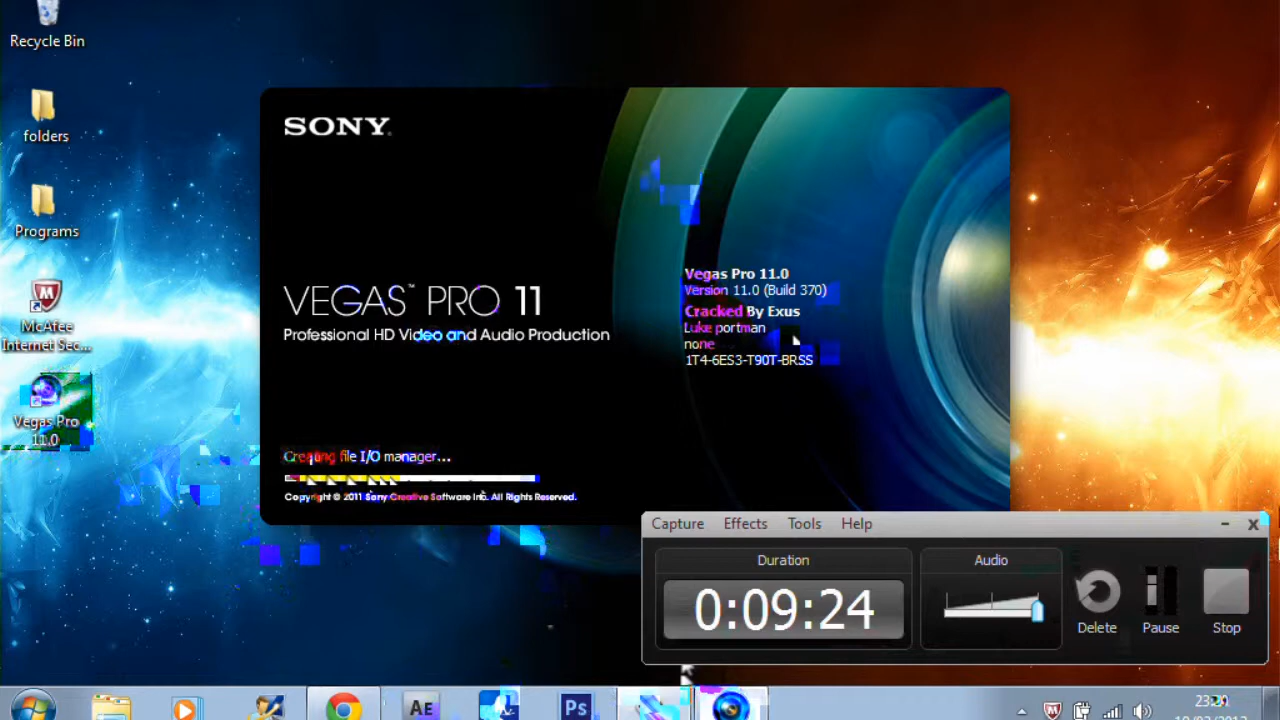 Recycle Bin
folders
Programs
McAfee
Internet Sec...
Vegas Pro
11.0
SONY
VEGAS™ PRO 11
Professional HD Video and Audio Production
Vegas Pro 11.0
Version 11.0 (Build 370)
Cracked By Exus
Luke portman
none
1T4-6ES3-T90T-BRSS
Creating file I/O manager...
Copyright © 2011 Sony Creative Software Inc. All Rights Reserved.
Capture Effects Tools Help
Duration
0:09:24
Audio
Delete
Pause
Stop
AE
Ps